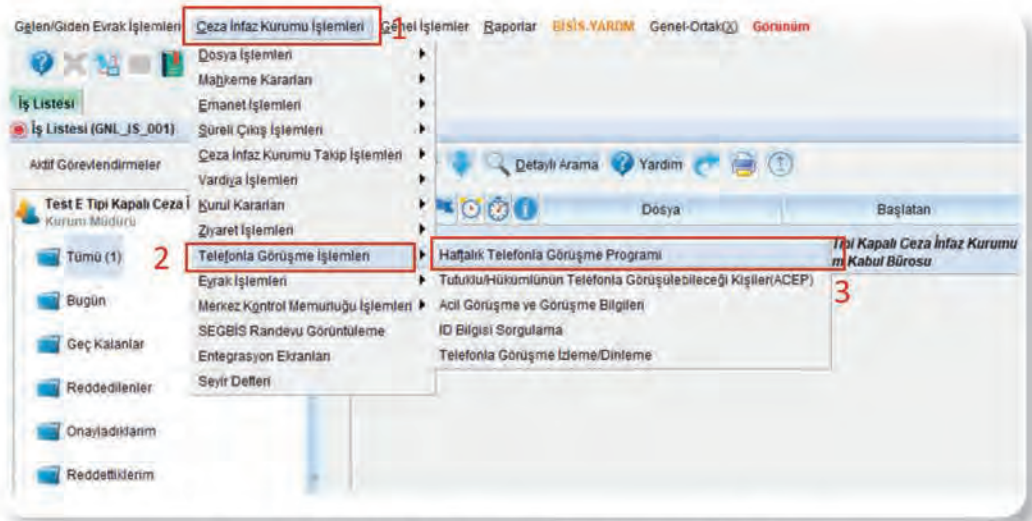 Gelen/Giden Evrak İşlemleri Ceza İnfaz Kurumu İşlemleri Genel İşlemler Raporlar BİSİS-YARDIM Genel-Ortak(X) Görünüm
1
Dosya İşlemleri
Mahkeme Kararları
İş Listesi
Emanet İşlemleri
İş Listesi (GNL_IS_001)
Süreli Çıkış İşlemleri
Aktif Görevlendirmeler
Ceza İnfaz Kurumu Takip İşlemleri
Detaylı Arama Yardım
Vardiya İşlemleri
Test E Tipi Kapalı Ceza İ
Kurum Müdürü
Kurul Kararları
Dosya Başlatan
Ziyaret İşlemleri
Tümü (1)
2
Telefonla Görüşme İşlemleri
Haftalık Telefonla Görüşme Programı
Tipi Kapalı Ceza İnfaz Kurumu
m Kabul Bürosu
Evrak İşlemleri
Tutuklu/Hükümlünün Telefonla Görüşülebileceği Kişiler(ACEP)
3
Bugün
Merkez Kontrol Memurluğu İşlemleri
Acil Görüşme ve Görüşme Bilgileri
SEGBİS Randevu Görüntüleme
ID Bilgisi Sorgulama
Geç Kalanlar
Entegrasyon Ekranları
Telefonla Görüşme İzleme/Dinleme
Seyir Defteri
Reddedilenler
Onayladıklarım
Reddettiklerim